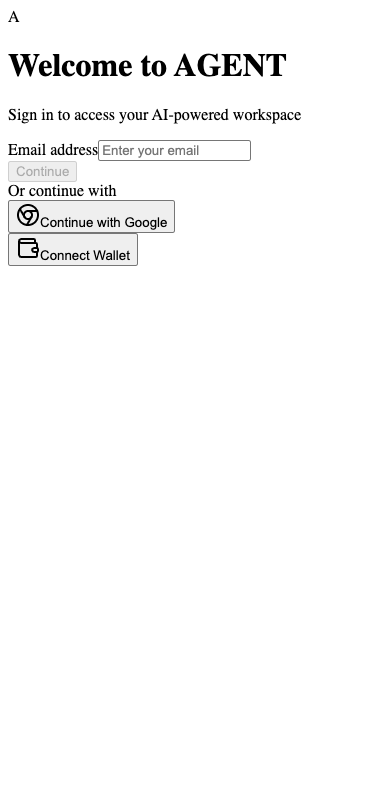 A
Welcome to AGENT
Sign in to access your AI-powered workspace
Email address Enter your email
Continue
Or continue with
Continue with Google
Connect Wallet